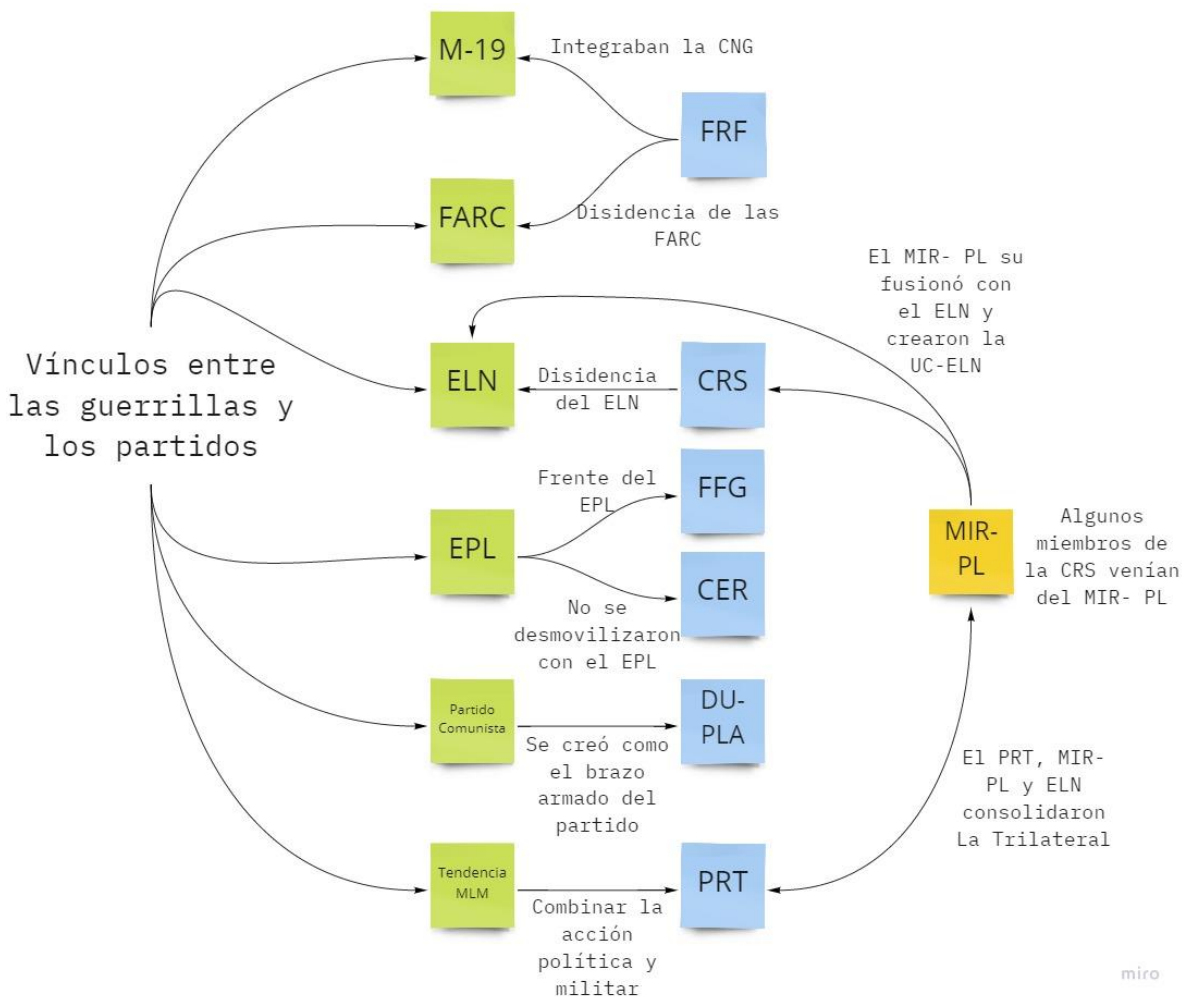 M-19
Integraban la CNG
FRF
FARC
Disidencia de las
FARC
El MIR- PL su
fusionó con
el ELN y
crearon la
UC-ELN
Vínculos entre
las guerrillas y
los partidos
ELN
Disidencia
del ELN
CRS
Frente del
EPL
FFG
EPL
MIR-
PL
Algunos
miembros de
la CRS venían
del MIR- PL
CER
No se
desmovilizaron
con el EPL
Partido
Comunista
DU-
PLA
Se creó como
el brazo
armado del
partido
El PRT, MIR-
PL y ELN
consolidaron
La Trilateral
Tendencia
MLM
PRT
Combinar la
acción
política y
militar
miro